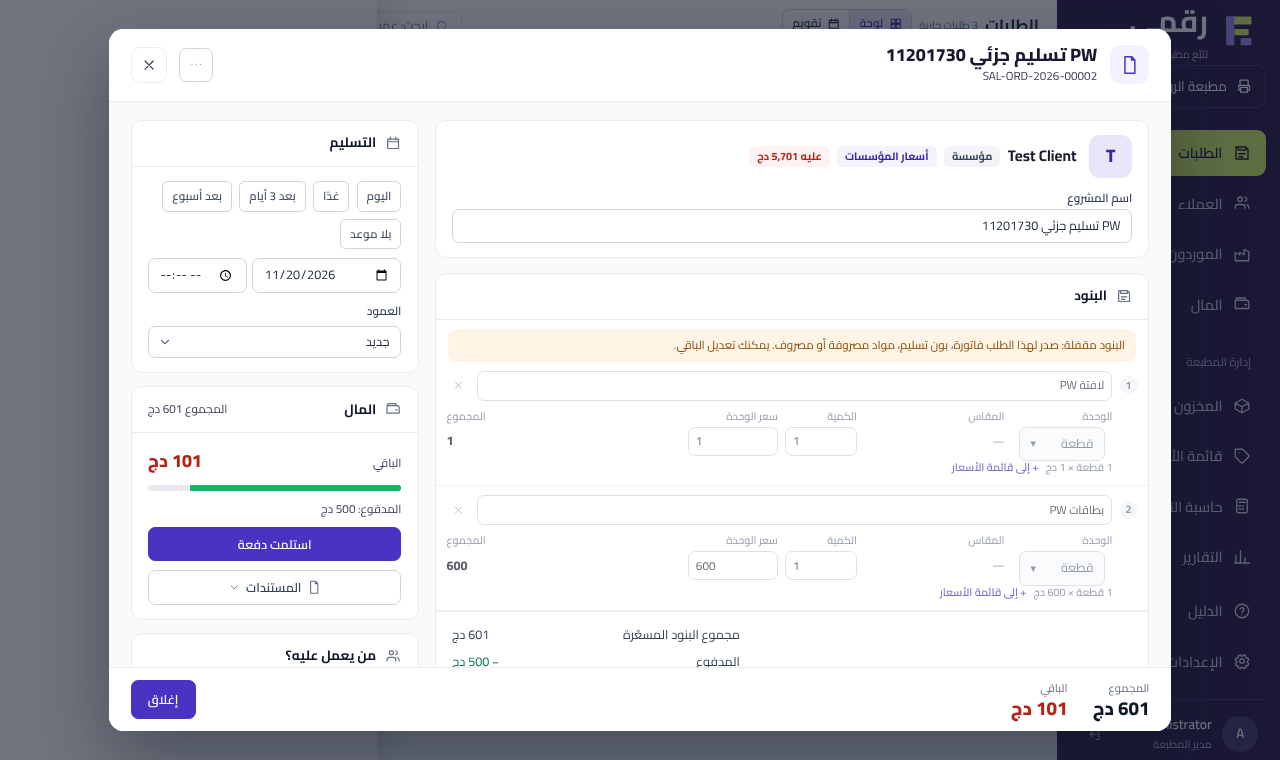 PW تسليم جزئي 11201730
SAL-ORD-2026-00002
Test Client
مؤسسة
أسعار المؤسسات
عليه 5,701 دج
اسم المشروع
PW تسليم جزئي 11201730
البنود
البنود مقفلة: صدر لهذا الطلب فاتورة، بون تسليم، مواد مصروفة أو مصروف. يمكنك تعديل الباقي.
1
لافتة PW
الوحدة
المقاس
الكمية
سعر الوحدة
المجموع
قطعة
—
1
1
1
1 قطعة × 1 دج
+ إلى قائمة الأسعار
2
بطاقات PW
الوحدة
المقاس
الكمية
سعر الوحدة
المجموع
قطعة
—
1
600
600
1 قطعة × 600 دج
+ إلى قائمة الأسعار
مجموع البنود المسعّرة
601 دج
المدفوع
− 500 دج
التسليم
اليوم
غدًا
بعد 3 أيام
بعد أسبوع
بلا موعد
11/20/2026
--:-- --
العمود
جديد
المال
المجموع 601 دج
الباقي
101 دج
المدفوع: 500 دج
استلمت دفعة
المستندات
من يعمل عليه؟
المجموع
601 دج
الباقي
101 دج
إغلاق
الطلبات
3 طلبات جارية
لوحة
تقويم
الطلبات
العملاء
الموردون
المال
إدارة المطبعة
المخزون
قائمة
حاسبة
التقارير
الدليل
الإعدادات
مدير المطبعة
A